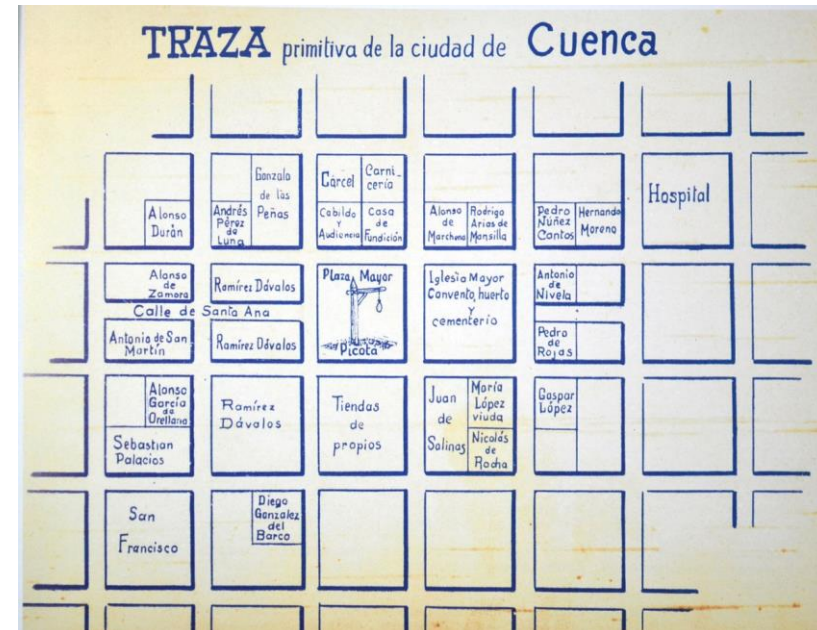 TRAZA primitiva de la ciudad de Cuenca
Alonso
Durán
Andrés
Pérez
de
Luna
Gonzalo
de las
Peñas
Cárcel
Carni_
cería
Cabildo
y
Audiencia
Casa
de
Fundición
Alonso
de
Marchena
Rodrigo
Arias de
Mansilla
Pedro
Núñez
Cantos
Hernando
Moreno
Hospital
Alonso
de
Zamora
Ramírez Dávalos
Plaza Mayor
Picota
Iglesia Mayor
Convento, huerto
y
cementerio
Antonio
de
Nivela
Calle de Santa Ana
Antonio de San
Martín
Ramírez Dávalos
Pedro
de
Rojas
Alonso
García
de
Orellana
Sebastian
Palacios
Ramírez
Dávalos
Tiendas
de
propios
Juan
de
Salinas
María
López
viuda
Nicolás
de
Rocha
Gaspar
López
San
Francisco
Diego
Gonzalez
del
Barco